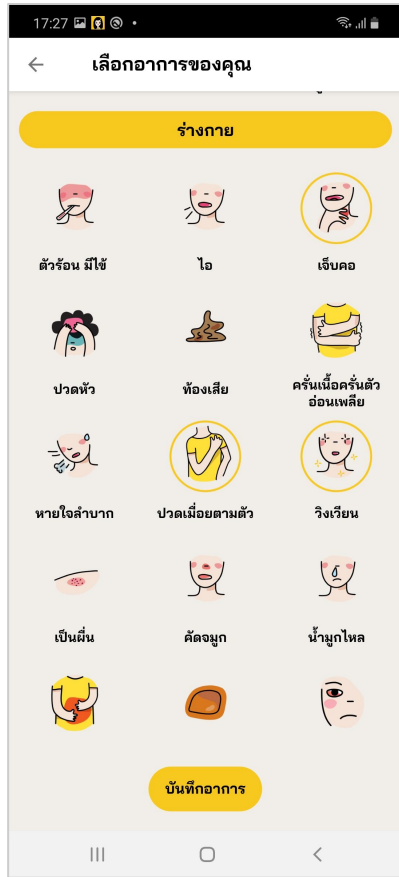 17:27
เลือกอาการของคุณ
ร่างกาย
ตัวร้อน มีไข้
ไอ
เจ็บคอ
ปวดหัว
ท้องเสีย
ครั่นเนื้อครั่นตัว
อ่อนเพลีย
หายใจลำบาก
ปวดเมื่อยตามตัว
วิงเวียน
เป็นผื่น
คัดจมูก
น้ำมูกไหล
บันทึกอาการ